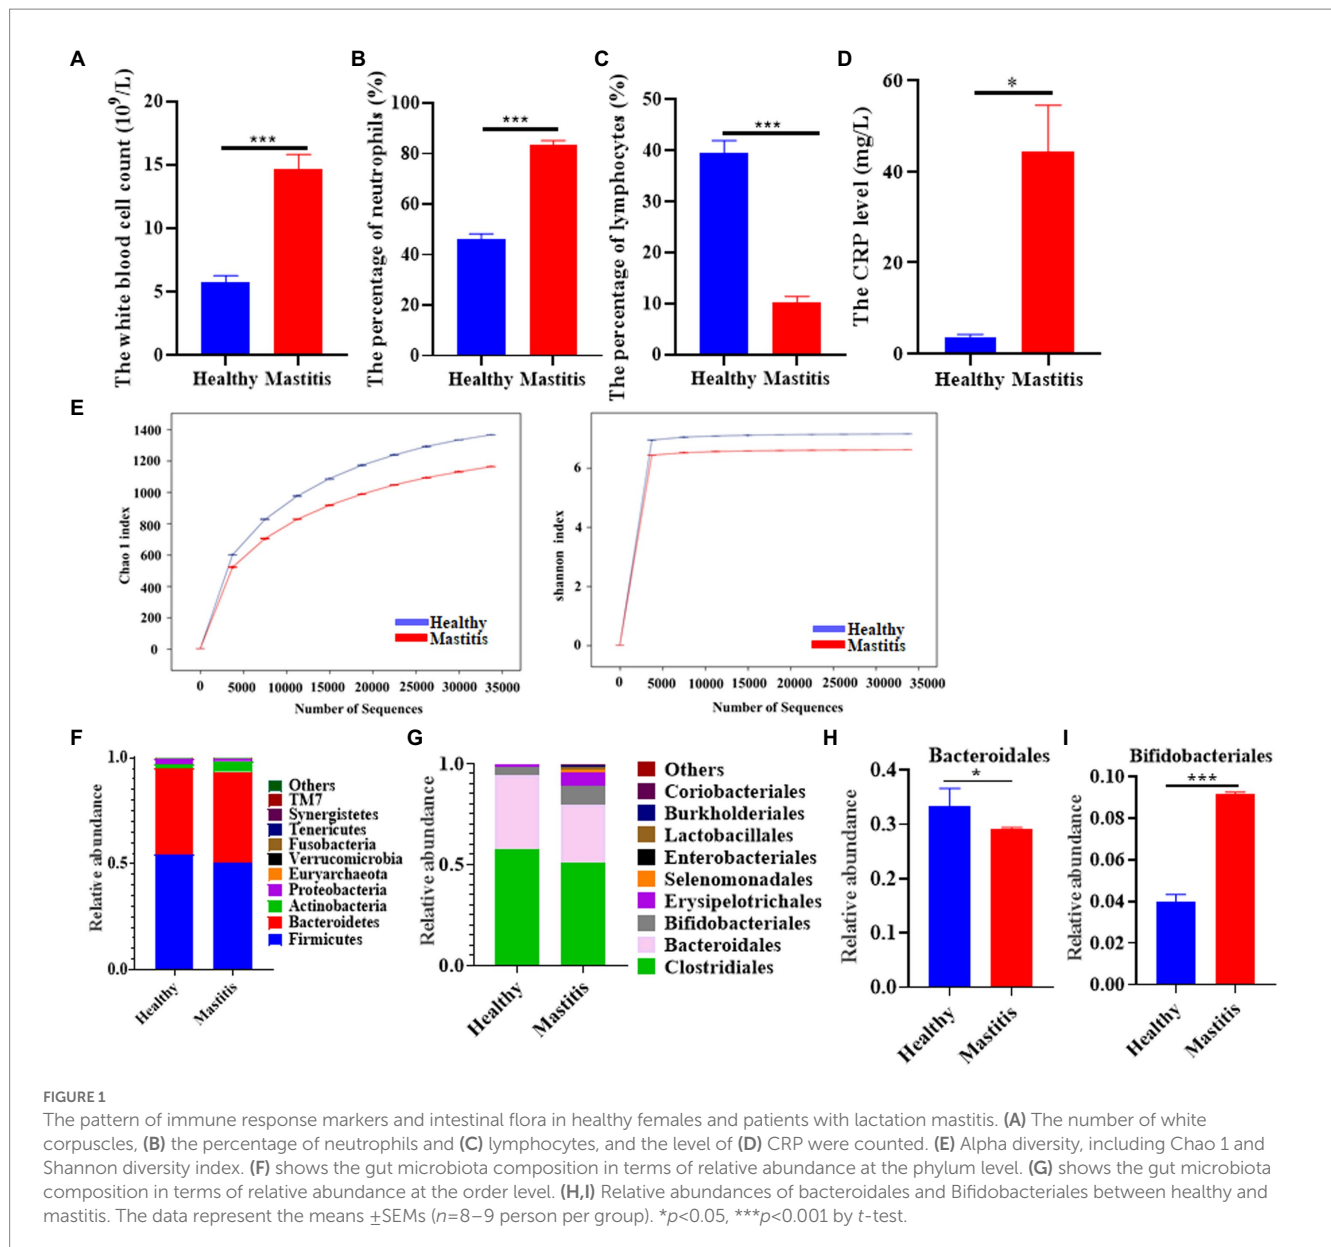 A
The white blood cell count (10^9/L)
20
15
10
5
0
***
Healthy Mastitis
B
The percentage of neutrophils (%)
100
80
60
40
20
0
***
Healthy Mastitis
C
The percentage of lymphocytes (%)
50
40
30
20
10
0
***
Healthy Mastitis
D
The CRP level (mg/L)
60
40
20
0
*
Healthy Mastitis
E
Chao 1 index
1400
1200
1000
800
600
400
200
0
Healthy
Mastitis
0 5000 10000 15000 20000 25000 30000 35000
Number of Sequences
shannon index
6
4
2
0
Healthy
Mastitis
0 5000 10000 15000 20000 25000 30000 35000
Number of Sequences
F
Relative abundance
1.0
0.5
0.0
Healthy
Mastitis
Others
TM7
Synergistetes
Tenericutes
Fusobacteria
Verrucomicrobia
Euryarchaeota
Proteobacteria
Actinobacteria
Bacteroidetes
Firmicutes
G
Relative abundance
1.0
0.5
0.0
Healthy
Mastitis
Others
Coriobacteriales
Burkholderiales
Lactobacillales
Enterobacteriales
Selenomonadales
Erysipelotrichales
Bifidobacteriales
Bacteroidales
Clostridiales
H
Bacteroidales
Relative abundance
0.4
0.3
0.2
0.1
0.0
*
Healthy
Mastitis
I
Bifidobacteriales
Relative abundance
0.10
0.08
0.06
0.04
0.02
0.00
***
Healthy
Mastitis
FIGURE 1
The pattern of immune response markers and intestinal flora in healthy females and patients with lactation mastitis. (A) The number of white
corpuscles, (B) the percentage of neutrophils and (C) lymphocytes, and the level of (D) CRP were counted. (E) Alpha diversity, including Chao 1 and
Shannon diversity index. (F) shows the gut microbiota composition in terms of relative abundance at the phylum level. (G) shows the gut microbiota
composition in terms of relative abundance at the order level. (H,I) Relative abundances of bacteroidales and Bifidobacteriales between healthy and
mastitis. The data represent the means ±SEMs (n=8–9 person per group). *p<0.05, ***p<0.001 by t-test.